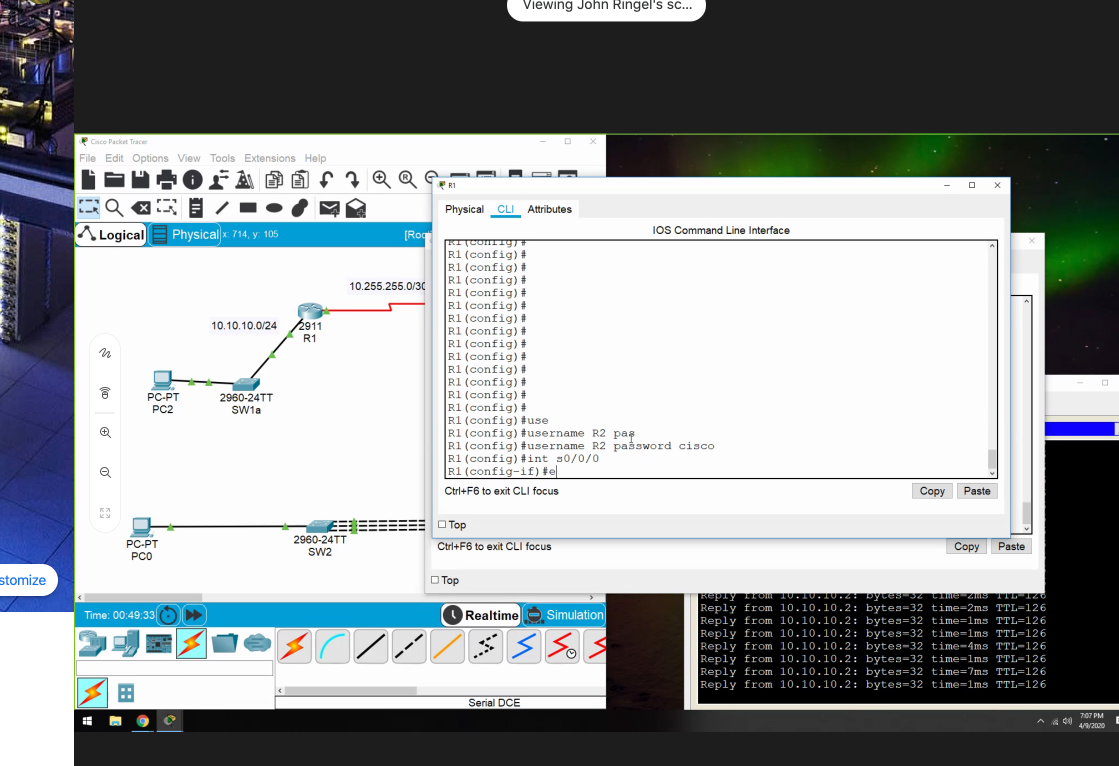 Viewing John Ringel's sc...
Cisco Packet Tracer
File Edit Options View Tools Extensions Help
Logical
Physical
x: 714, y: 105
[Roo
10.255.255.0/30
10.10.10.0/24
2911
R1
PC-PT
PC2
2960-24TT
SW1a
PC-PT
PC0
2960-24TT
SW2
stomize
R1
Physical CLI Attributes
IOS Command Line Interface
R1(config)#
R1(config)#
R1(config)#
R1(config)#
R1(config)#
R1(config)#
R1(config)#
R1(config)#
R1(config)#
R1(config)#
R1(config)#
R1(config)#
R1(config)#
R1(config)#
R1(config)#use
R1(config)#username R2 pas
R1(config)#username R2 password cisco
R1(config)#int s0/0/0
R1(config-if)#e
Ctrl+F6 to exit CLI focus
Copy Paste
Top
Ctrl+F6 to exit CLI focus
Copy Paste
Top
Time: 00:49:33
Realtime
Simulation
Serial DCE
Reply from 10.10.10.2: bytes=32 time=2ms TTL=126
Reply from 10.10.10.2: bytes=32 time=2ms TTL=126
Reply from 10.10.10.2: bytes=32 time=1ms TTL=126
Reply from 10.10.10.2: bytes=32 time=1ms TTL=126
Reply from 10.10.10.2: bytes=32 time=4ms TTL=126
Reply from 10.10.10.2: bytes=32 time=1ms TTL=126
Reply from 10.10.10.2: bytes=32 time=7ms TTL=126
Reply from 10.10.10.2: bytes=32 time=1ms TTL=126
7:07 PM
4/9/2020